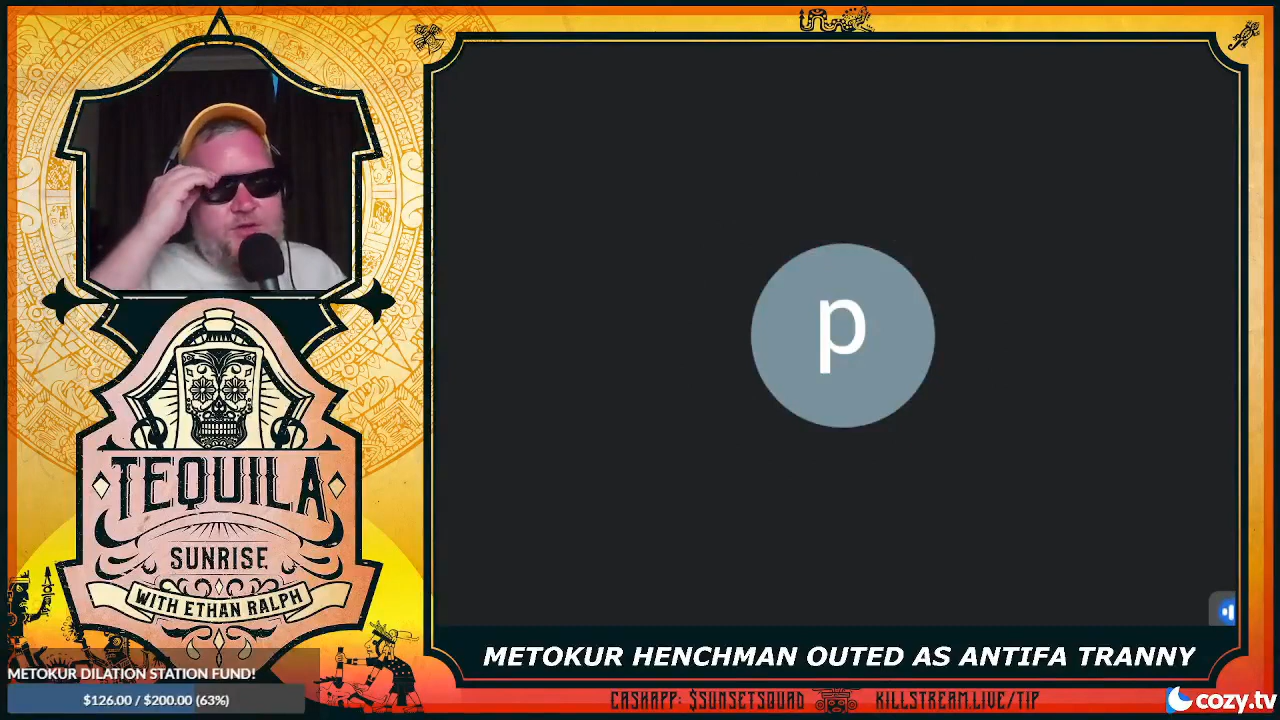 p
TEQUILA
SUNRISE
WITH ETHAN RALPH
METOKUR DILATION STATION FUND!
$126.00 / $200.00 (63%)
METOKUR HENCHMAN OUTED AS ANTIFA TRANNY
CASHAPP: $SUNSETSQUAD KILLSTREAM.LIVE/TIP
cozy.tv